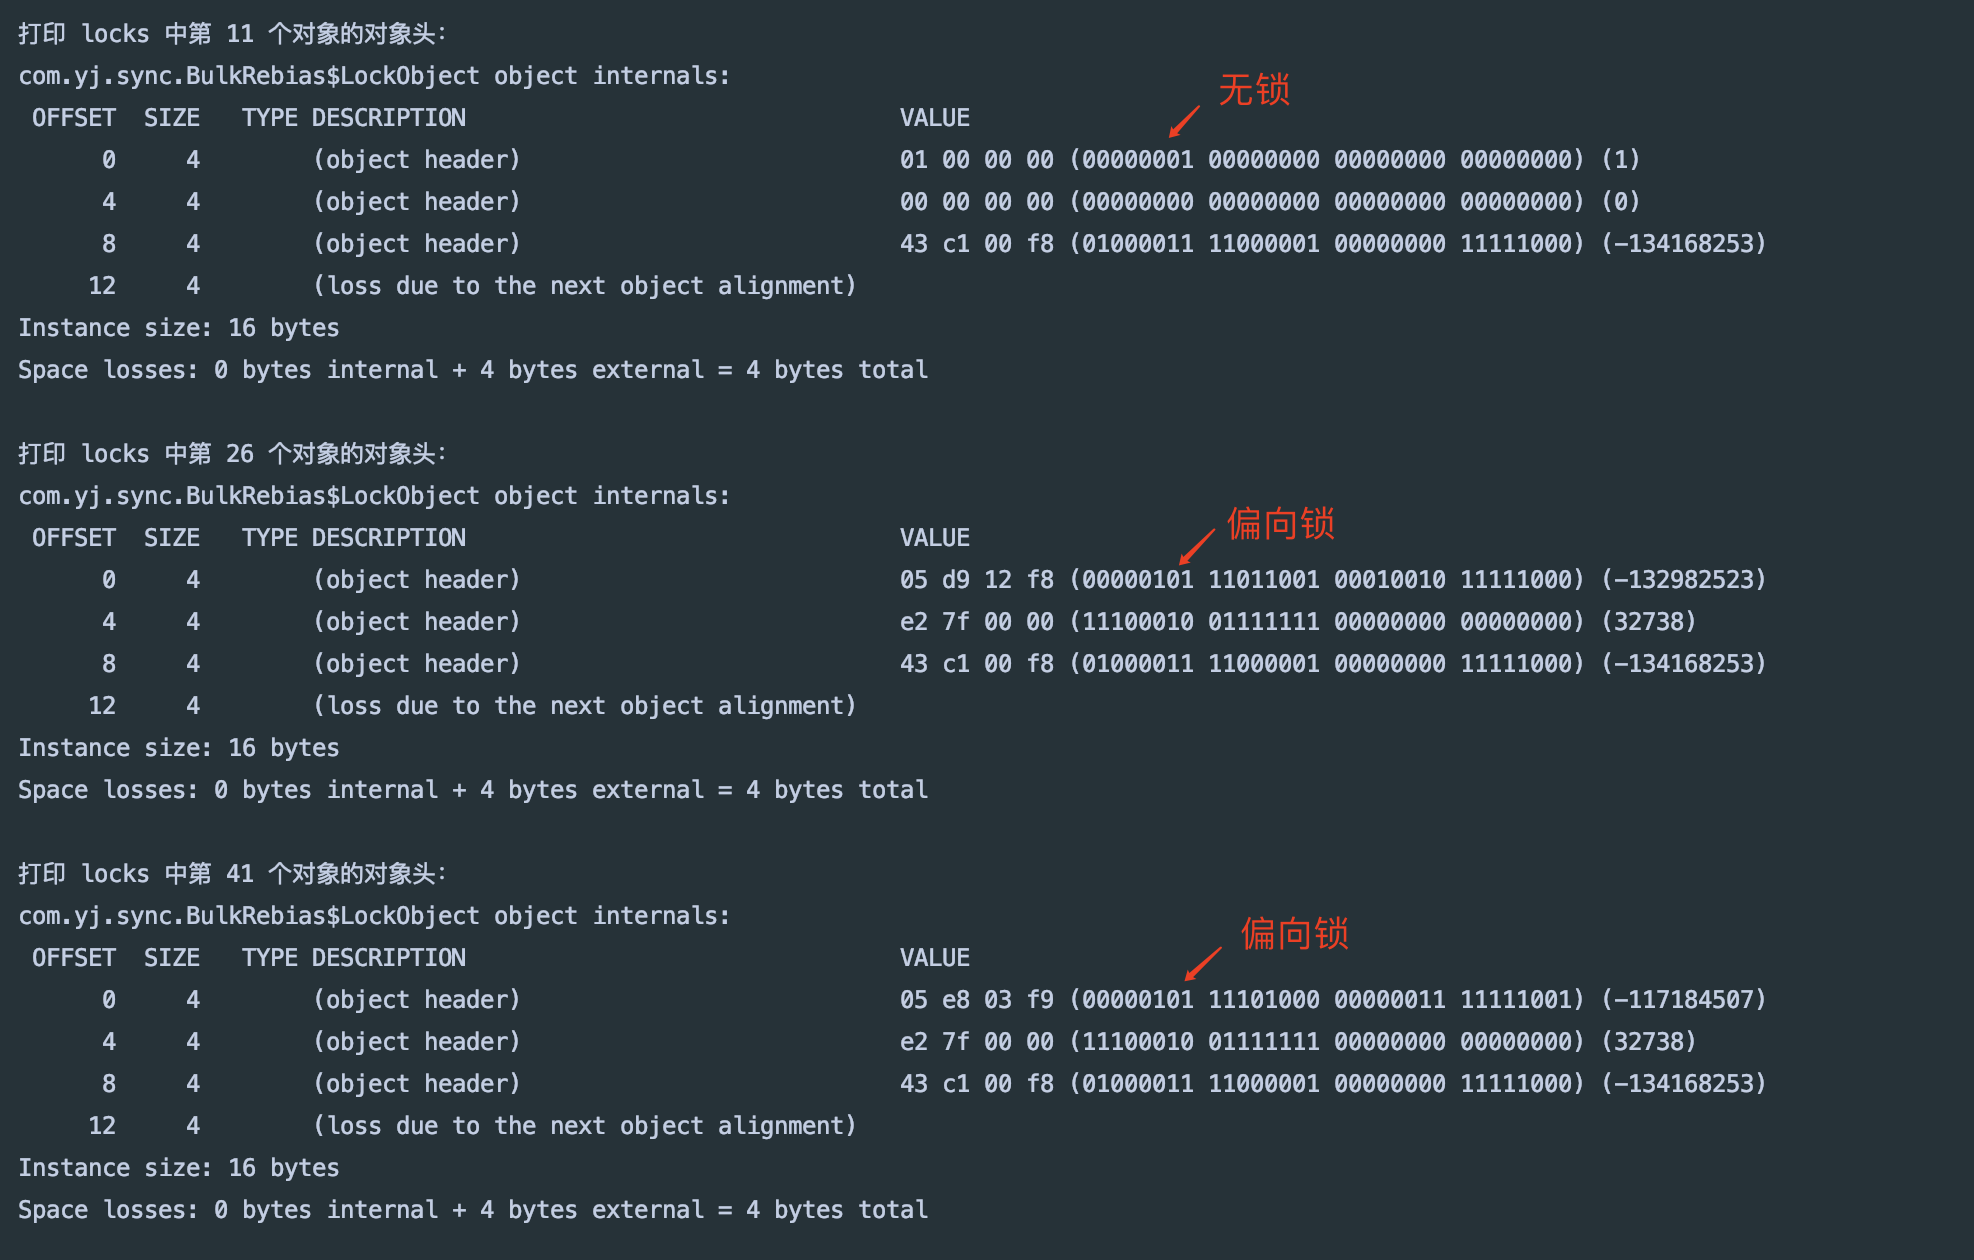 打印 locks 中第 11 个对象的对象头：
com.yj.sync.BulkRebias$LockObject object internals:
无锁
OFFSET  SIZE   TYPE DESCRIPTION                               VALUE
0     4        (object header)                           01 00 00 00 (00000001 00000000 00000000 00000000) (1)
4     4        (object header)                           00 00 00 00 (00000000 00000000 00000000 00000000) (0)
8     4        (object header)                           43 c1 00 f8 (01000011 11000001 00000000 11111000) (-134168253)
12     4        (loss due to the next object alignment)
Instance size: 16 bytes
Space losses: 0 bytes internal + 4 bytes external = 4 bytes total
打印 locks 中第 26 个对象的对象头：
com.yj.sync.BulkRebias$LockObject object internals:
偏向锁
OFFSET  SIZE   TYPE DESCRIPTION                               VALUE
0     4        (object header)                           05 d9 12 f8 (00000101 11011001 00010010 11111000) (-132982523)
4     4        (object header)                           e2 7f 00 00 (11100010 01111111 00000000 00000000) (32738)
8     4        (object header)                           43 c1 00 f8 (01000011 11000001 00000000 11111000) (-134168253)
12     4        (loss due to the next object alignment)
Instance size: 16 bytes
Space losses: 0 bytes internal + 4 bytes external = 4 bytes total
打印 locks 中第 41 个对象的对象头：
com.yj.sync.BulkRebias$LockObject object internals:
偏向锁
OFFSET  SIZE   TYPE DESCRIPTION                               VALUE
0     4        (object header)                           05 e8 03 f9 (00000101 11101000 00000011 11111001) (-117184507)
4     4        (object header)                           e2 7f 00 00 (11100010 01111111 00000000 00000000) (32738)
8     4        (object header)                           43 c1 00 f8 (01000011 11000001 00000000 11111000) (-134168253)
12     4        (loss due to the next object alignment)
Instance size: 16 bytes
Space losses: 0 bytes internal + 4 bytes external = 4 bytes total